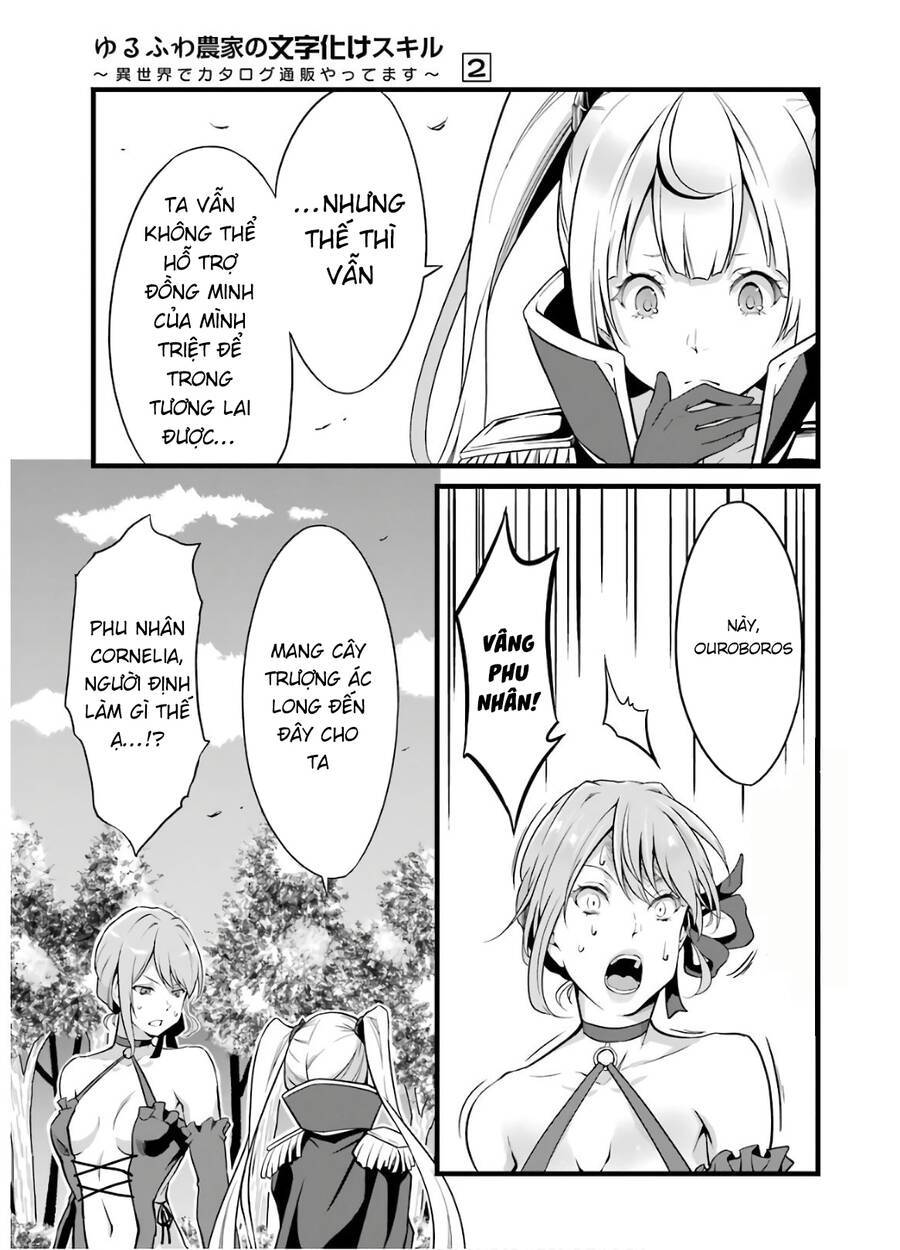 ゆるふわ農家の文字化けスキル
～異世界でカタログ通販やってます～ 2
...NHƯNG
THẾ THÌ
VẪN
TA VẪN
KHÔNG THỂ
HỖ TRỢ
ĐỒNG MINH
CỦA MÌNH
TRIỆT ĐỂ
TRONG
TƯƠNG LAI
ĐƯỢC...
NÀY,
OUROBOROS
VÂNG
PHU
NHÂN!
MANG CÂY
TRƯỢNG ÁC
LONG ĐẾN
ĐÂY CHO
TA
PHU NHÂN
CORNELIA,
NGƯỜI ĐỊNH
LÀM GÌ THẾ
Ạ...!?